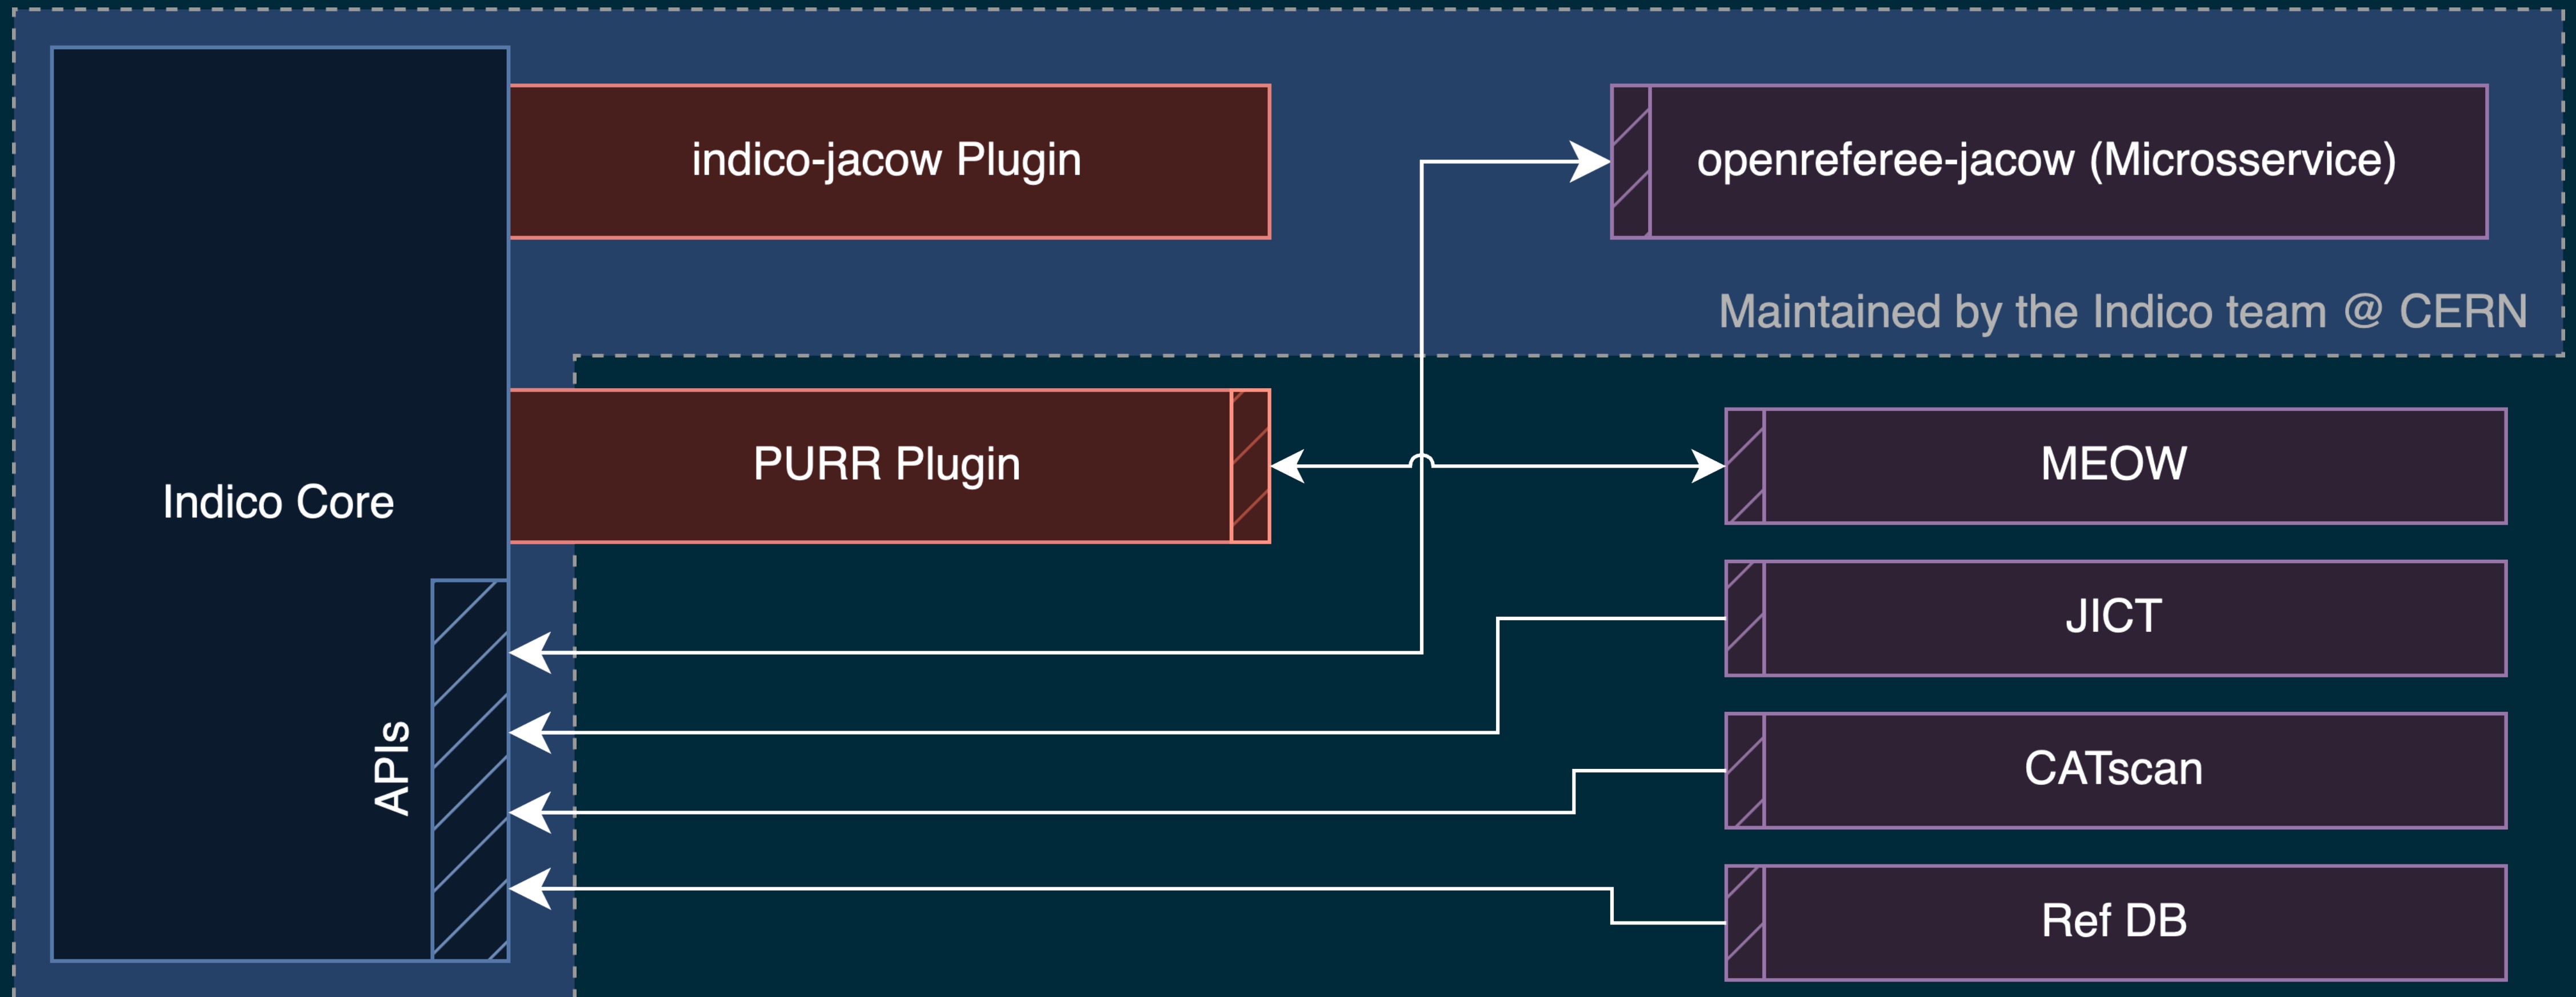 indico-jacow Plugin
openreferee-jacow (Microsservice)
Maintained by the Indico team @ CERN
PURR Plugin
MEOW
Indico Core
JICT
APIs
CATscan
Ref DB